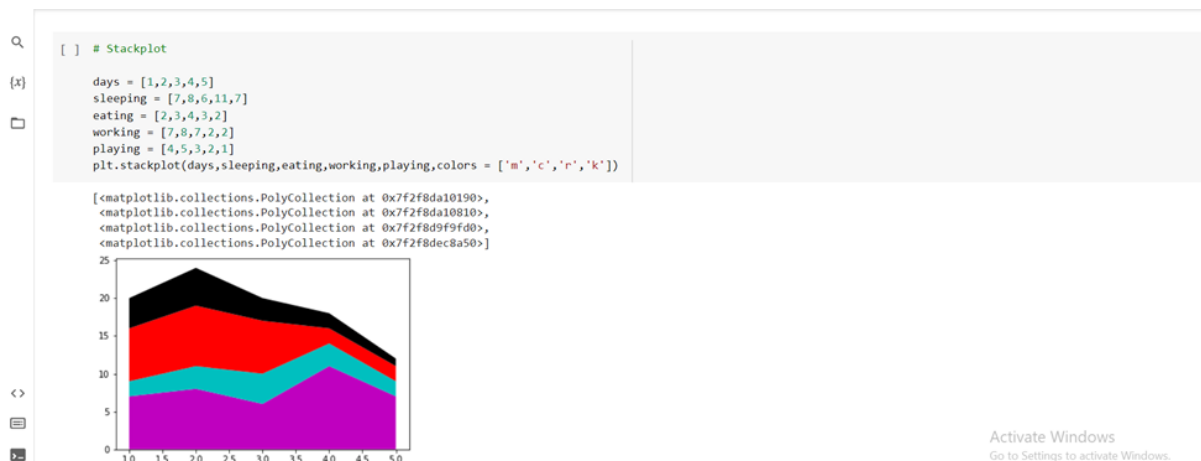 [ ] # Stackplot
{x}
days = [1,2,3,4,5]
sleeping = [7,8,6,11,7]
eating = [2,3,4,3,2]
working = [7,8,7,2,2]
playing = [4,5,3,2,1]
plt.stackplot(days,sleeping,eating,working,playing,colors = ['m','c','r','k'])
[<matplotlib.collections.PolyCollection at 0x7f2f8da10190>,
<matplotlib.collections.PolyCollection at 0x7f2f8da10810>,
<matplotlib.collections.PolyCollection at 0x7f2f8d9f9fd0>,
<matplotlib.collections.PolyCollection at 0x7f2f8dec8a50>]
25
20
15
10
5
0
1.0 1.5 2.0 2.5 3.0 3.5 4.0 4.5 5.0
Activate Windows
Go to Settings to activate Windows.